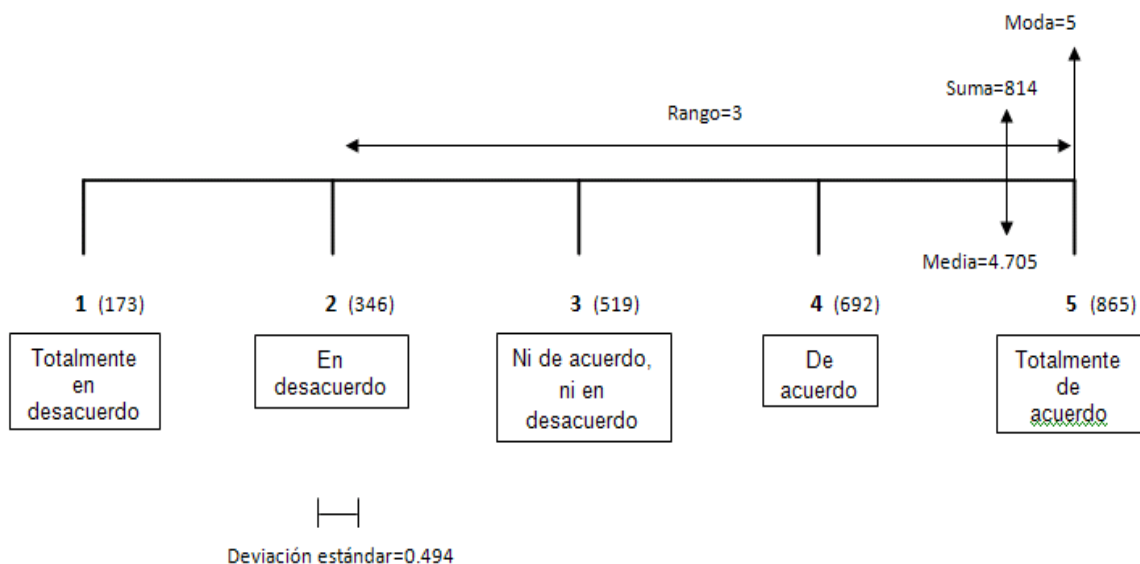 Moda=5
Suma=814
Rango=3
Media=4.705
1 (173)
2 (346)
3 (519)
4 (692)
5 (865)
Totalmente
en
desacuerdo
En
desacuerdo
Ni de acuerdo,
ni en
desacuerdo
De
acuerdo
Totalmente
de
acuerdo
Deviación estándar=0.494